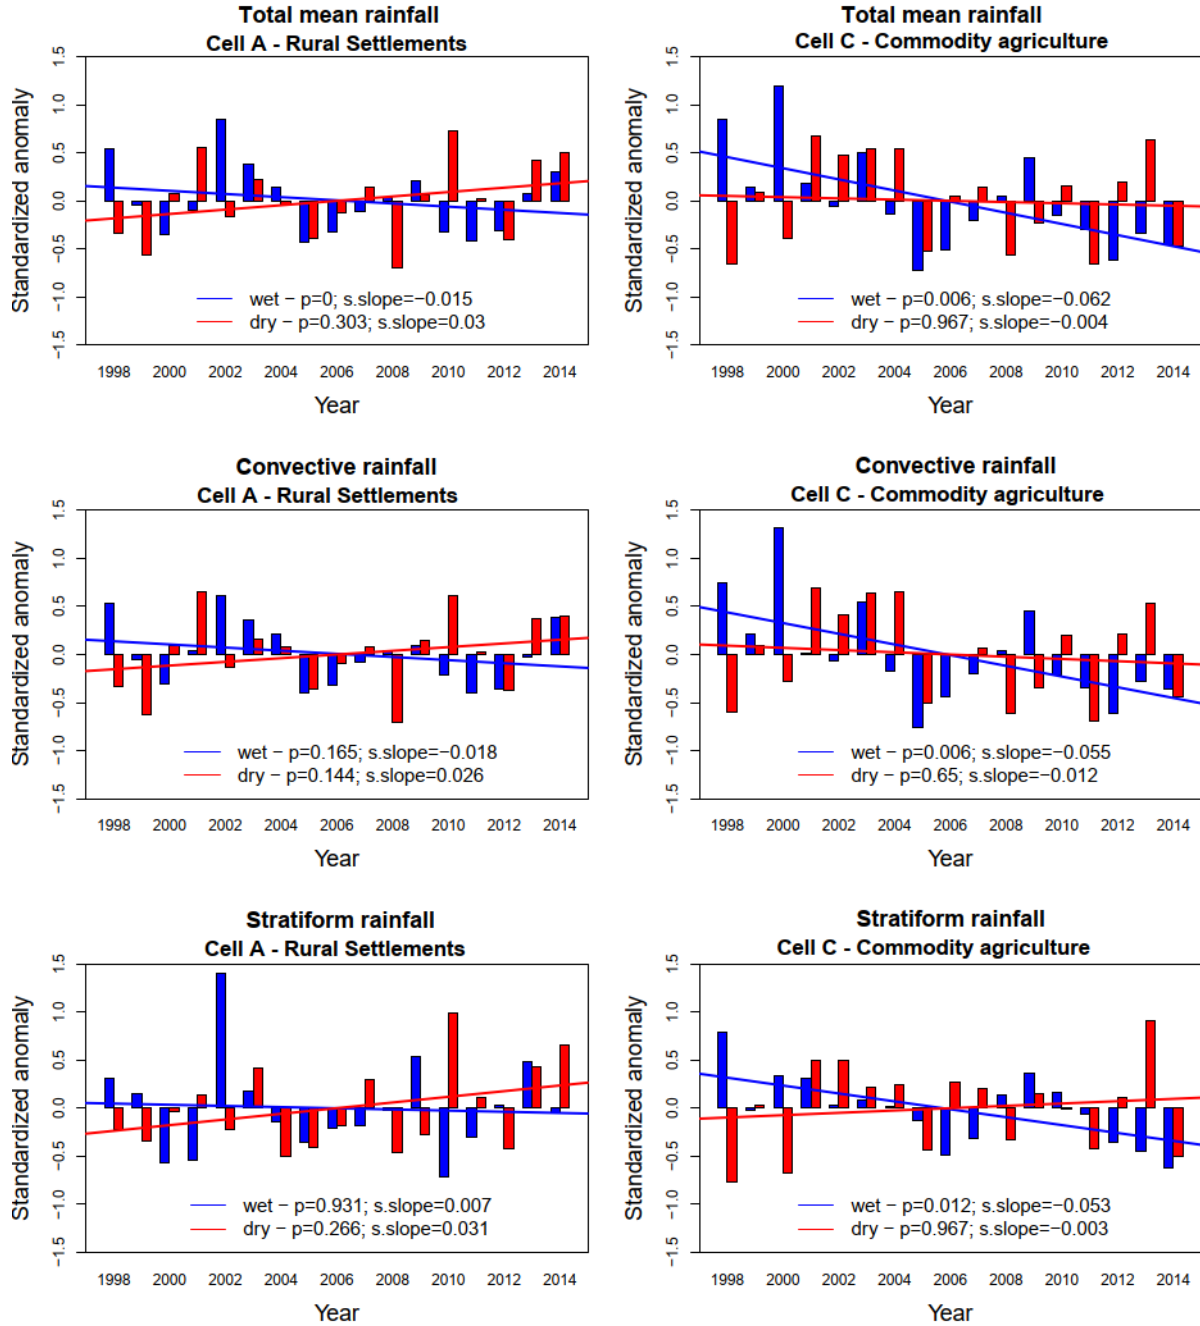 Total mean rainfall
Cell A - Rural Settlements
Standardized anomaly
1.5
1.0
0.5
0.0
−0.5
−1.0
−1.5
wet − p=0; s.slope=−0.015
dry − p=0.303; s.slope=0.03
1998 2000 2002 2004 2006 2008 2010 2012 2014
Year
Total mean rainfall
Cell C - Commodity agriculture
Standardized anomaly
1.5
1.0
0.5
0.0
−0.5
−1.0
−1.5
wet − p=0.006; s.slope=−0.062
dry − p=0.967; s.slope=−0.004
1998 2000 2002 2004 2006 2008 2010 2012 2014
Year
Convective rainfall
Cell A - Rural Settlements
Standardized anomaly
1.5
1.0
0.5
0.0
−0.5
−1.0
−1.5
wet − p=0.165; s.slope=−0.018
dry − p=0.144; s.slope=0.026
1998 2000 2002 2004 2006 2008 2010 2012 2014
Year
Convective rainfall
Cell C - Commodity agriculture
Standardized anomaly
1.5
1.0
0.5
0.0
−0.5
−1.0
−1.5
wet − p=0.006; s.slope=−0.055
dry − p=0.65; s.slope=−0.012
1998 2000 2002 2004 2006 2008 2010 2012 2014
Year
Stratiform rainfall
Cell A - Rural Settlements
Standardized anomaly
1.5
1.0
0.5
0.0
−0.5
−1.0
−1.5
wet − p=0.931; s.slope=0.007
dry − p=0.266; s.slope=0.031
1998 2000 2002 2004 2006 2008 2010 2012 2014
Year
Stratiform rainfall
Cell C - Commodity agriculture
Standardized anomaly
1.5
1.0
0.5
0.0
−0.5
−1.0
−1.5
wet − p=0.012; s.slope=−0.053
dry − p=0.967; s.slope=−0.003
1998 2000 2002 2004 2006 2008 2010 2012 2014
Year